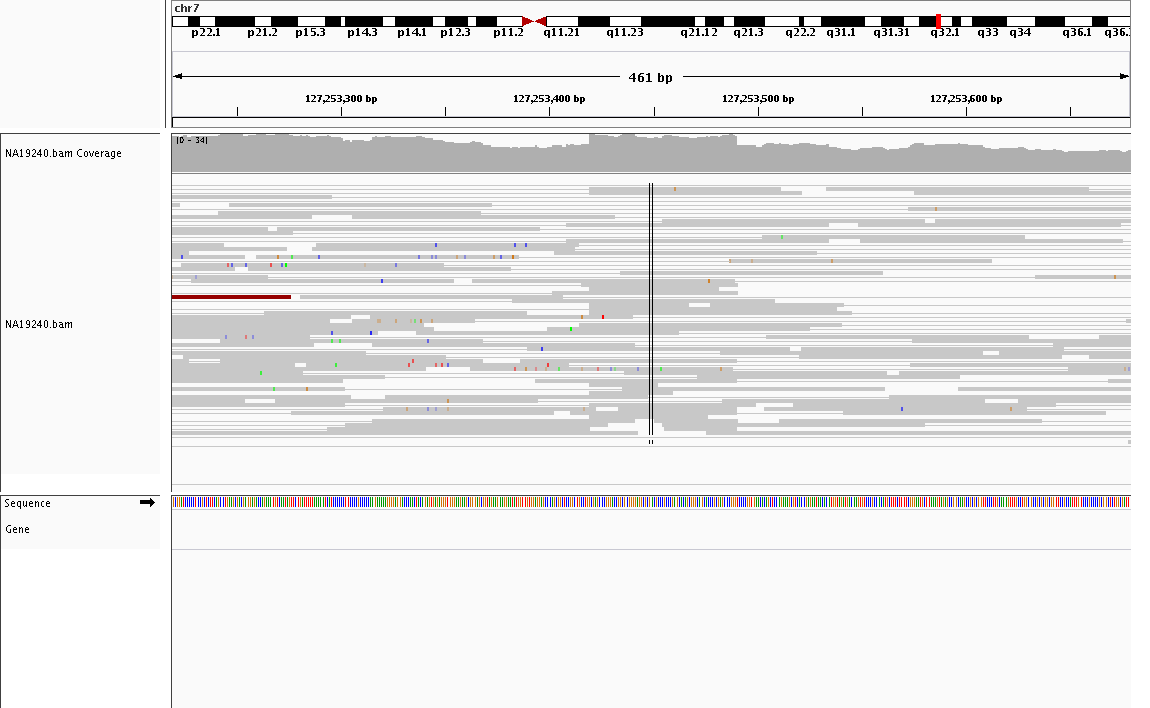 chr7
p22.1 p21.2 p15.3 p14.3 p14.1 p12.3 p11.2 q11.21 q11.23 q21.12 q21.3 q22.2 q31.1 q31.31 q32.1 q33 q34 q36.1 q36.
461 bp
127,253,300 bp 127,253,400 bp 127,253,500 bp 127,253,600 bp
[0 - 34]
NA19240.bam Coverage
NA19240.bam
Sequence
Gene